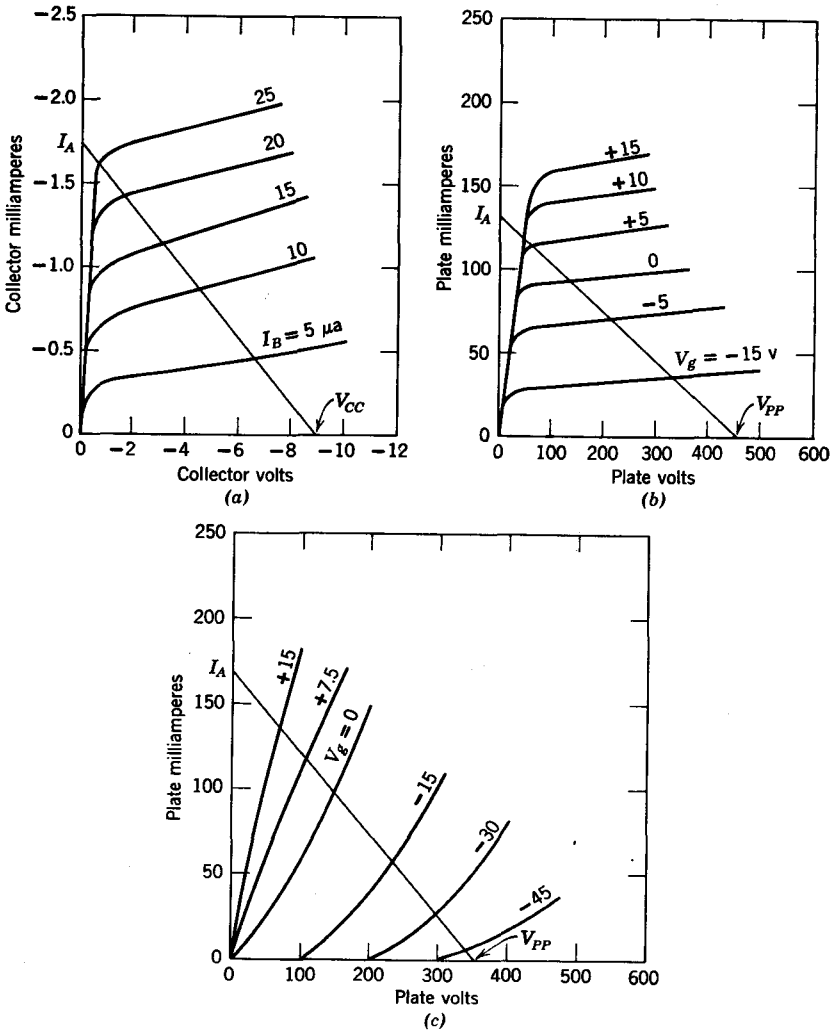 −2.5
−2.0
I_A
−1.5
−1.0
−0.5
0
Collector milliamperes
25
20
15
10
I_B = 5 μa
V_CC
0 −2 −4 −6 −8 −10 −12
Collector volts
(a)
250
200
150
I_A
100
50
0
Plate milliamperes
+15
+10
+5
0
−5
V_g = −15 v
V_PP
0 100 200 300 400 500 600
Plate volts
(b)
250
200
I_A
150
100
50
0
Plate milliamperes
+15
+7.5
V_g = 0
−15
−30
−45
V_PP
0 100 200 300 400 500 600
Plate volts
(c)